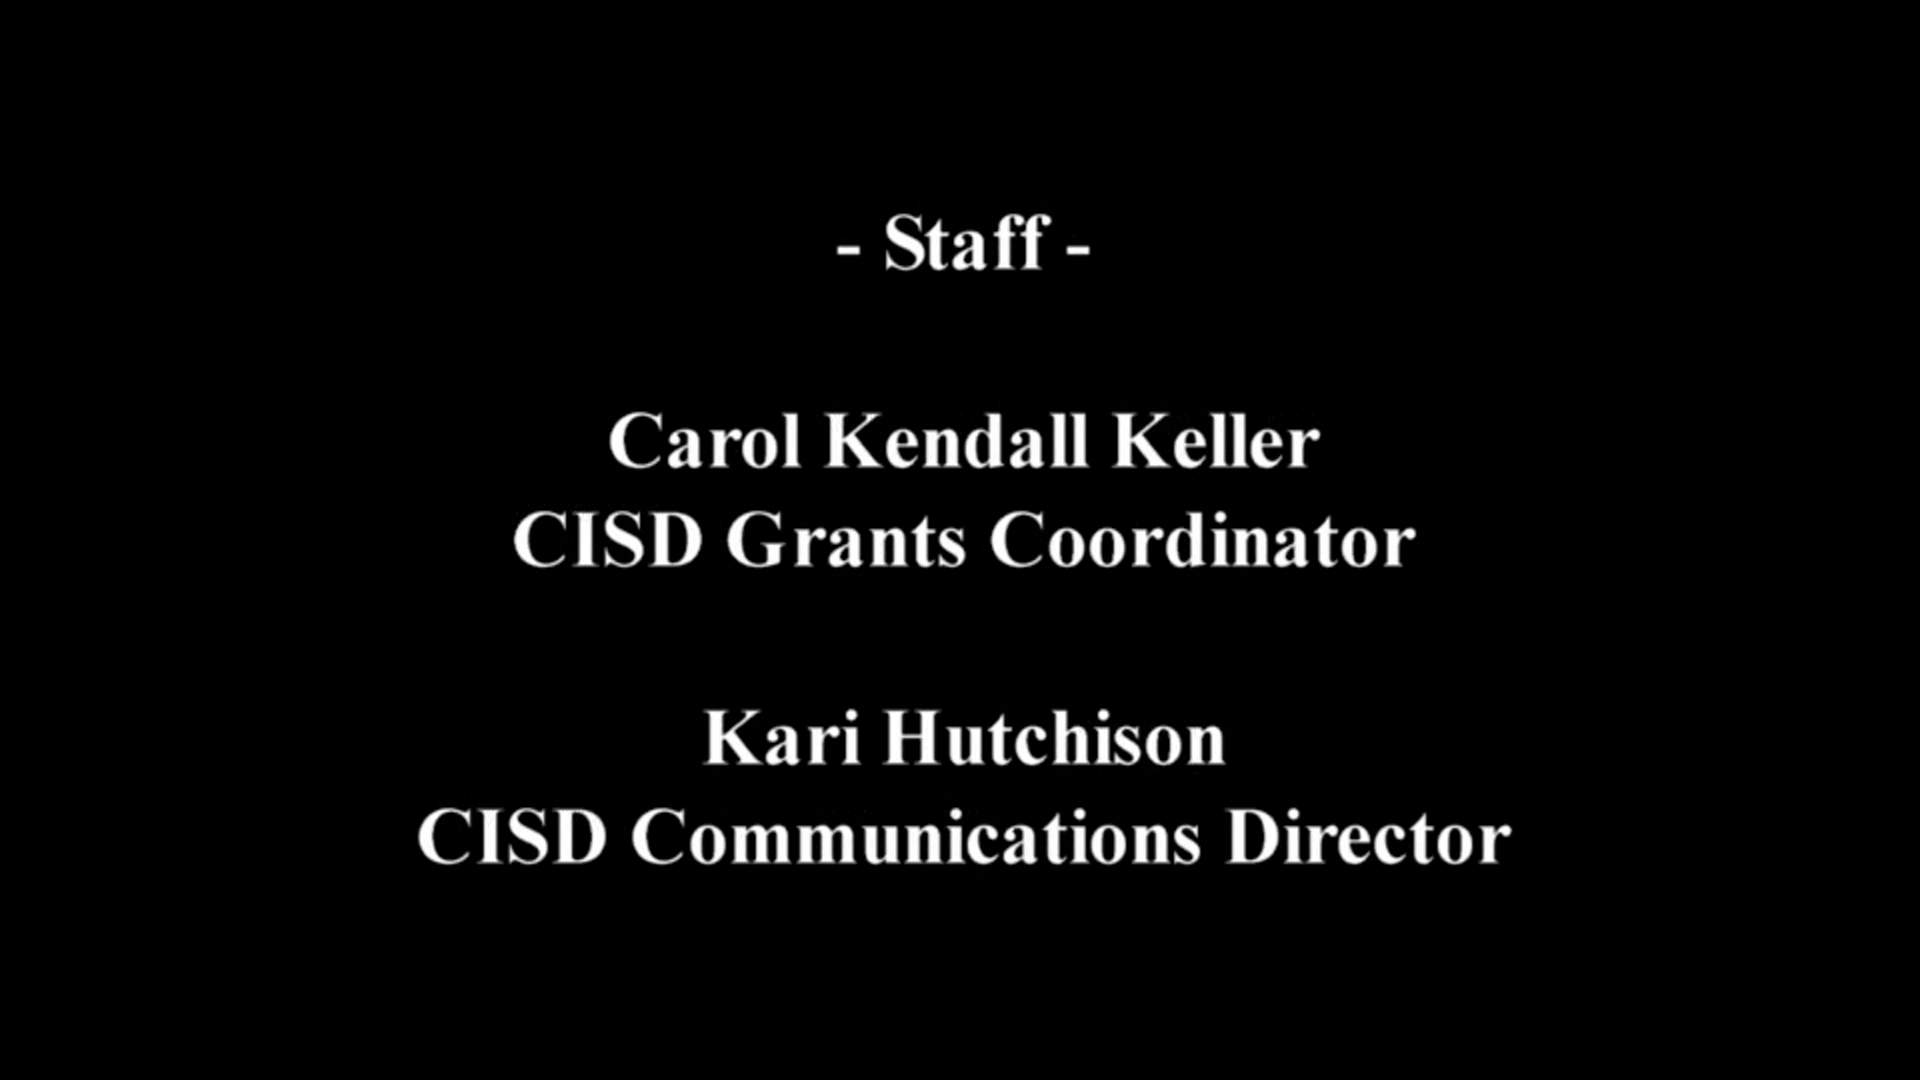 - Staff -
Carol Kendall Keller
CISD Grants Coordinator
Kari Hutchison
CISD Communications Director